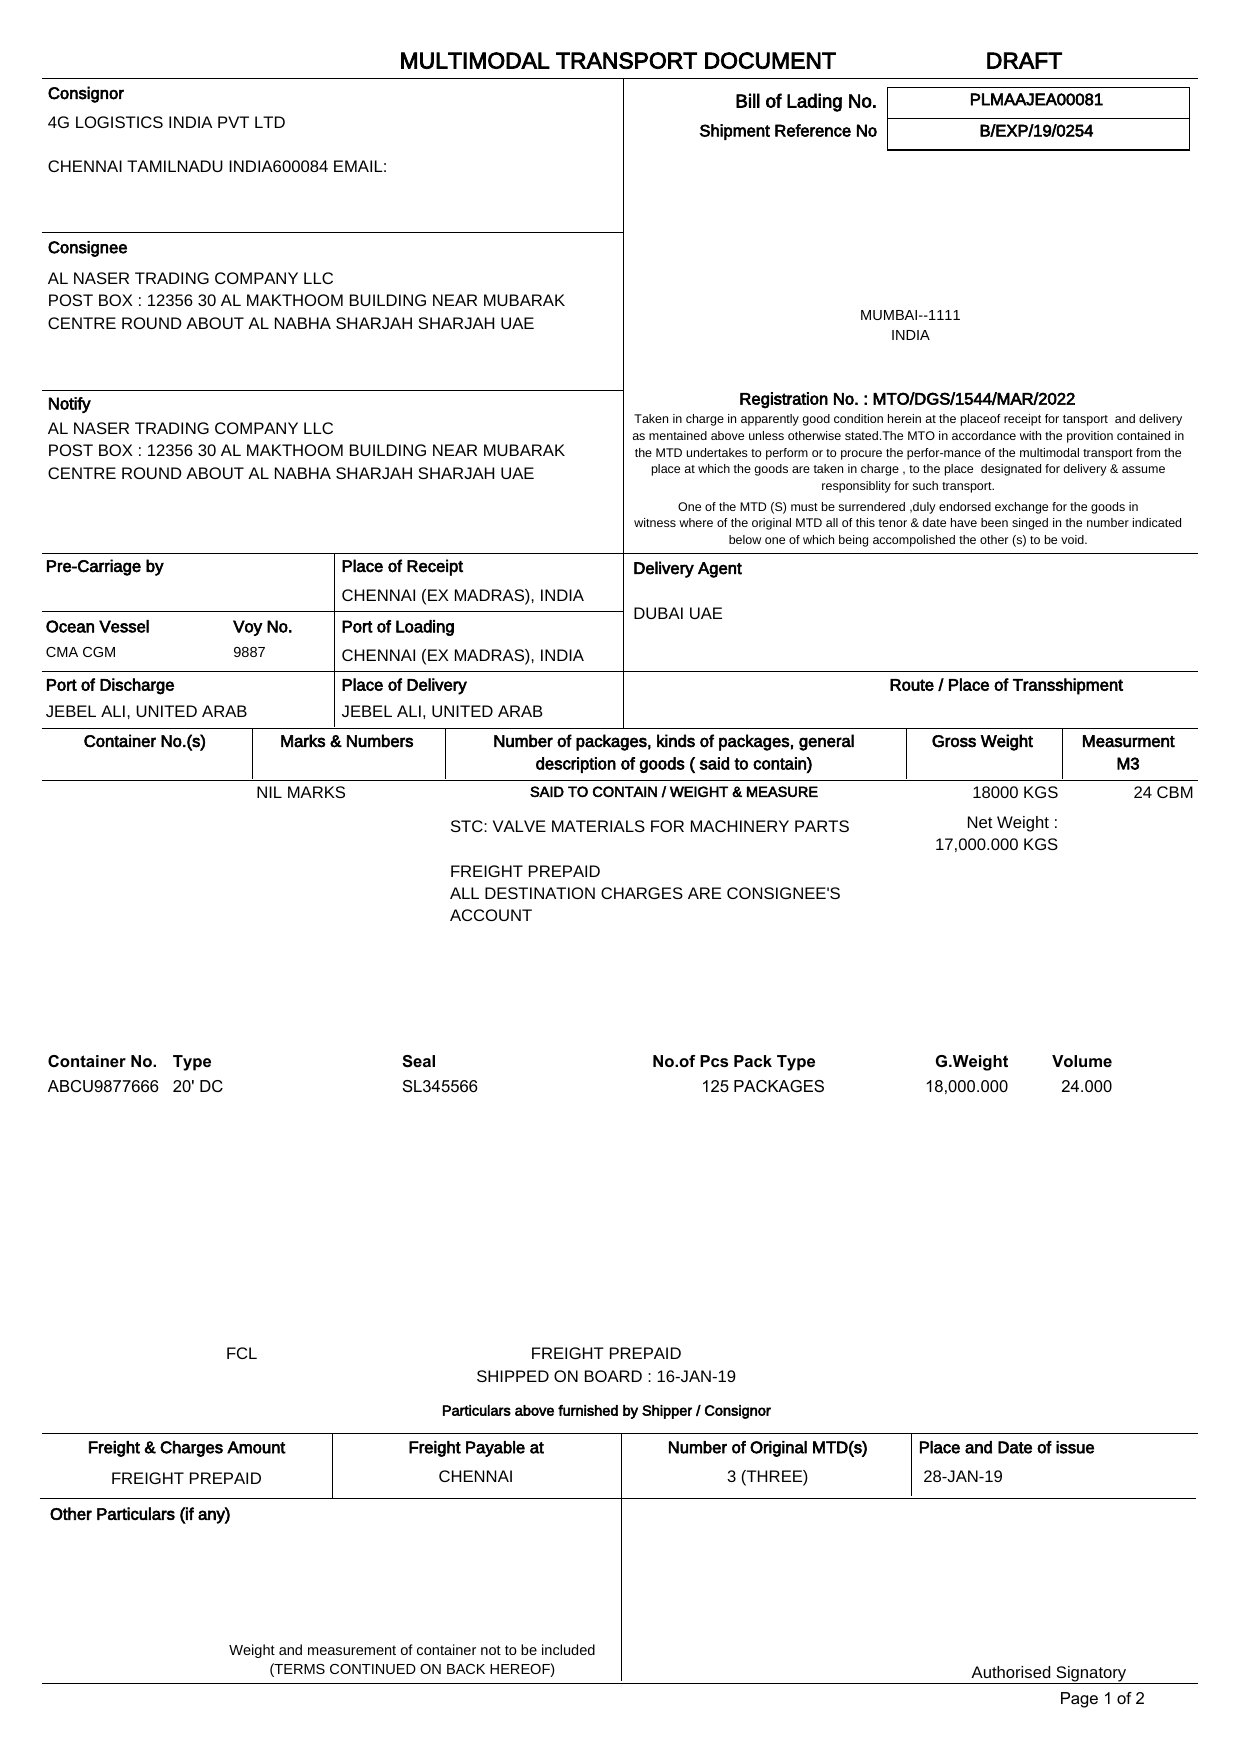 MULTIMODAL TRANSPORT DOCUMENT DRAFT
Consignor
4G LOGISTICS INDIA PVT LTD
CHENNAI TAMILNADU INDIA600084 EMAIL:
Bill of Lading No. PLMAAJEA00081
Shipment Reference No B/EXP/19/0254
Consignee
AL NASER TRADING COMPANY LLC
POST BOX : 12356 30 AL MAKTHOOM BUILDING NEAR MUBARAK
CENTRE ROUND ABOUT AL NABHA SHARJAH SHARJAH UAE
MUMBAI--1111
INDIA
Notify
AL NASER TRADING COMPANY LLC
POST BOX : 12356 30 AL MAKTHOOM BUILDING NEAR MUBARAK
CENTRE ROUND ABOUT AL NABHA SHARJAH SHARJAH UAE
Registration No. : MTO/DGS/1544/MAR/2022
Taken in charge in apparently good condition herein at the placeof receipt for tansport and delivery
as mentained above unless otherwise stated.The MTO in accordance with the provition contained in
the MTD undertakes to perform or to procure the perfor-mance of the multimodal transport from the
place at which the goods are taken in charge , to the place designated for delivery & assume
responsiblity for such transport.
One of the MTD (S) must be surrendered ,duly endorsed exchange for the goods in
witness where of the original MTD all of this tenor & date have been singed in the number indicated
below one of which being accompolished the other (s) to be void.
Pre-Carriage by
Place of Receipt
CHENNAI (EX MADRAS), INDIA
Delivery Agent
DUBAI UAE
Ocean Vessel Voy No.
CMA CGM 9887
Port of Loading
CHENNAI (EX MADRAS), INDIA
Port of Discharge
JEBEL ALI, UNITED ARAB
Place of Delivery
JEBEL ALI, UNITED ARAB
Route / Place of Transshipment
Container No.(s)
Marks & Numbers
Number of packages, kinds of packages, general
description of goods ( said to contain)
Gross Weight
Measurment
M3
NIL MARKS
SAID TO CONTAIN / WEIGHT & MEASURE
STC: VALVE MATERIALS FOR MACHINERY PARTS
FREIGHT PREPAID
ALL DESTINATION CHARGES ARE CONSIGNEE'S
ACCOUNT
18000 KGS
Net Weight :
17,000.000 KGS
24 CBM
Container No. Type Seal No.of Pcs Pack Type G.Weight Volume
ABCU9877666 20' DC SL345566 125 PACKAGES 18,000.000 24.000
FCL FREIGHT PREPAID
SHIPPED ON BOARD : 16-JAN-19
Particulars above furnished by Shipper / Consignor
Freight & Charges Amount
FREIGHT PREPAID
Freight Payable at
CHENNAI
Number of Original MTD(s)
3 (THREE)
Place and Date of issue
28-JAN-19
Other Particulars (if any)
Weight and measurement of container not to be included
(TERMS CONTINUED ON BACK HEREOF)
Authorised Signatory
Page 1 of 2